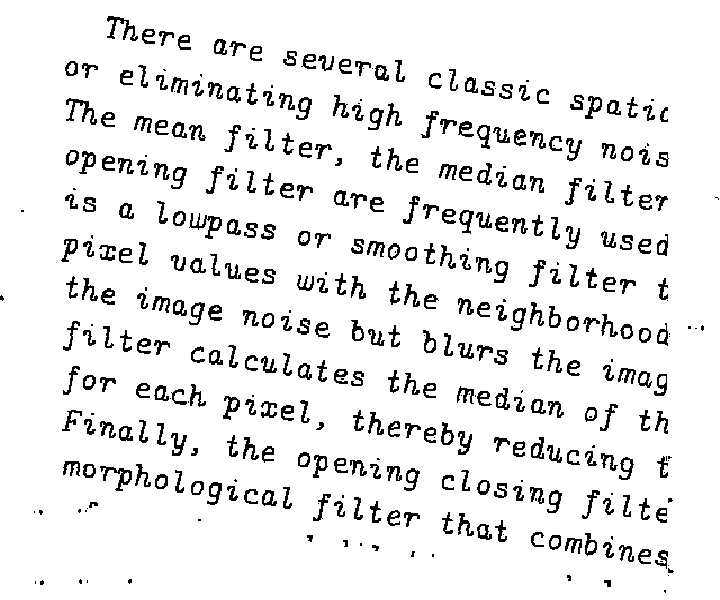 There are several classic spatic
or eliminating high frequency nois
The mean filter, the median filter
opening filter are frequently used
is a lowpass or smoothing filter t
pixel values with the neighborhood
the image noise but blurs the imag
filter calculates the median of th
for each pixel, thereby reducing t
Finally, the opening closing filte
morphological filter that combines